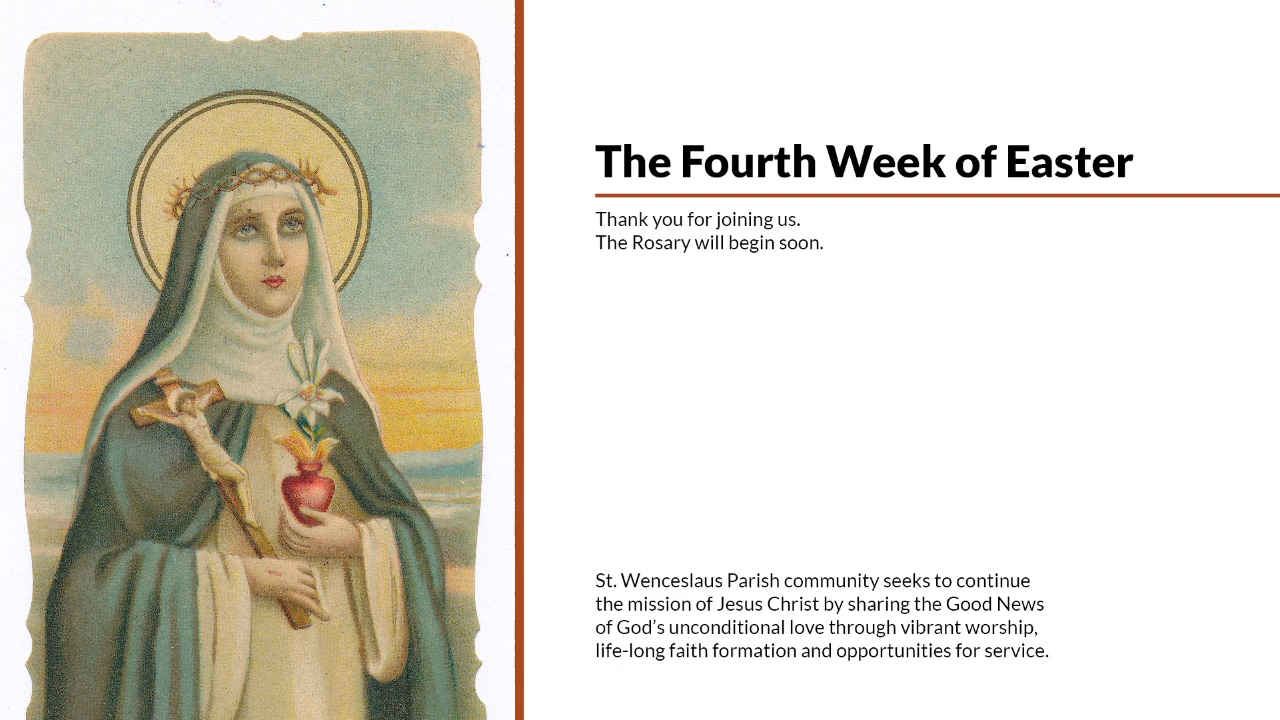 The Fourth Week of Easter
Thank you for joining us.
The Rosary will begin soon.
St. Wenceslaus Parish community seeks to continue
the mission of Jesus Christ by sharing the Good News
of God’s unconditional love through vibrant worship,
life-long faith formation and opportunities for service.